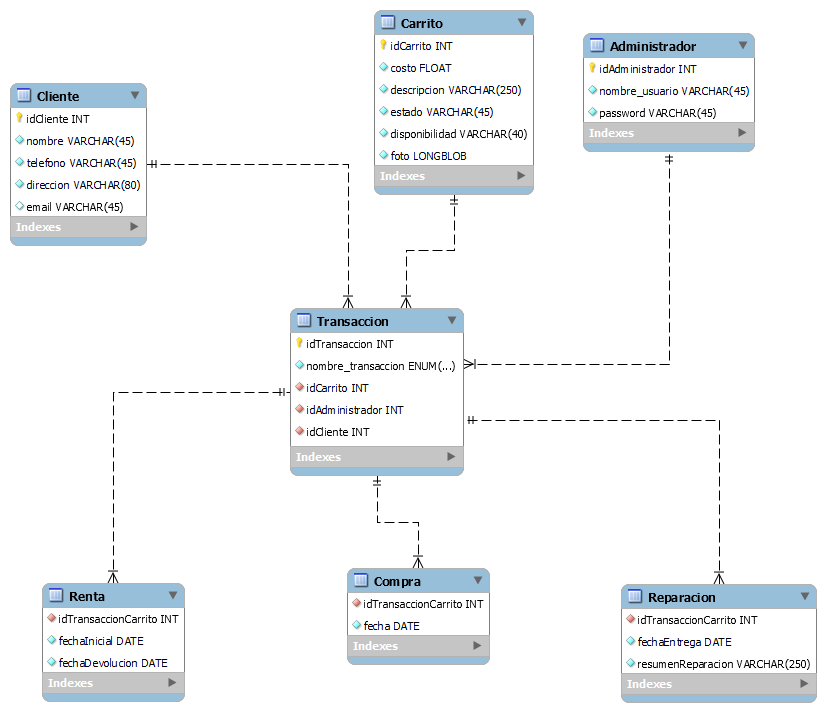 Carrito
idCarrito INT
costo FLOAT
descripcion VARCHAR(250)
estado VARCHAR(45)
disponibilidad VARCHAR(40)
foto LONGBLOB
Indexes
Administrador
idAdministrador INT
nombre_usuario VARCHAR(45)
password VARCHAR(45)
Indexes
Cliente
idCliente INT
nombre VARCHAR(45)
telefono VARCHAR(45)
direccion VARCHAR(80)
email VARCHAR(45)
Indexes
Transaccion
idTransaccion INT
nombre_transaccion ENUM(...)
idCarrito INT
idAdministrador INT
idCliente INT
Indexes
Renta
idTransaccionCarrito INT
fechaInicial DATE
fechaDevolucion DATE
Indexes
Compra
idTransaccionCarrito INT
fecha DATE
Indexes
Reparacion
idTransaccionCarrito INT
fechaEntrega DATE
resumenReparacion VARCHAR(250)
Indexes